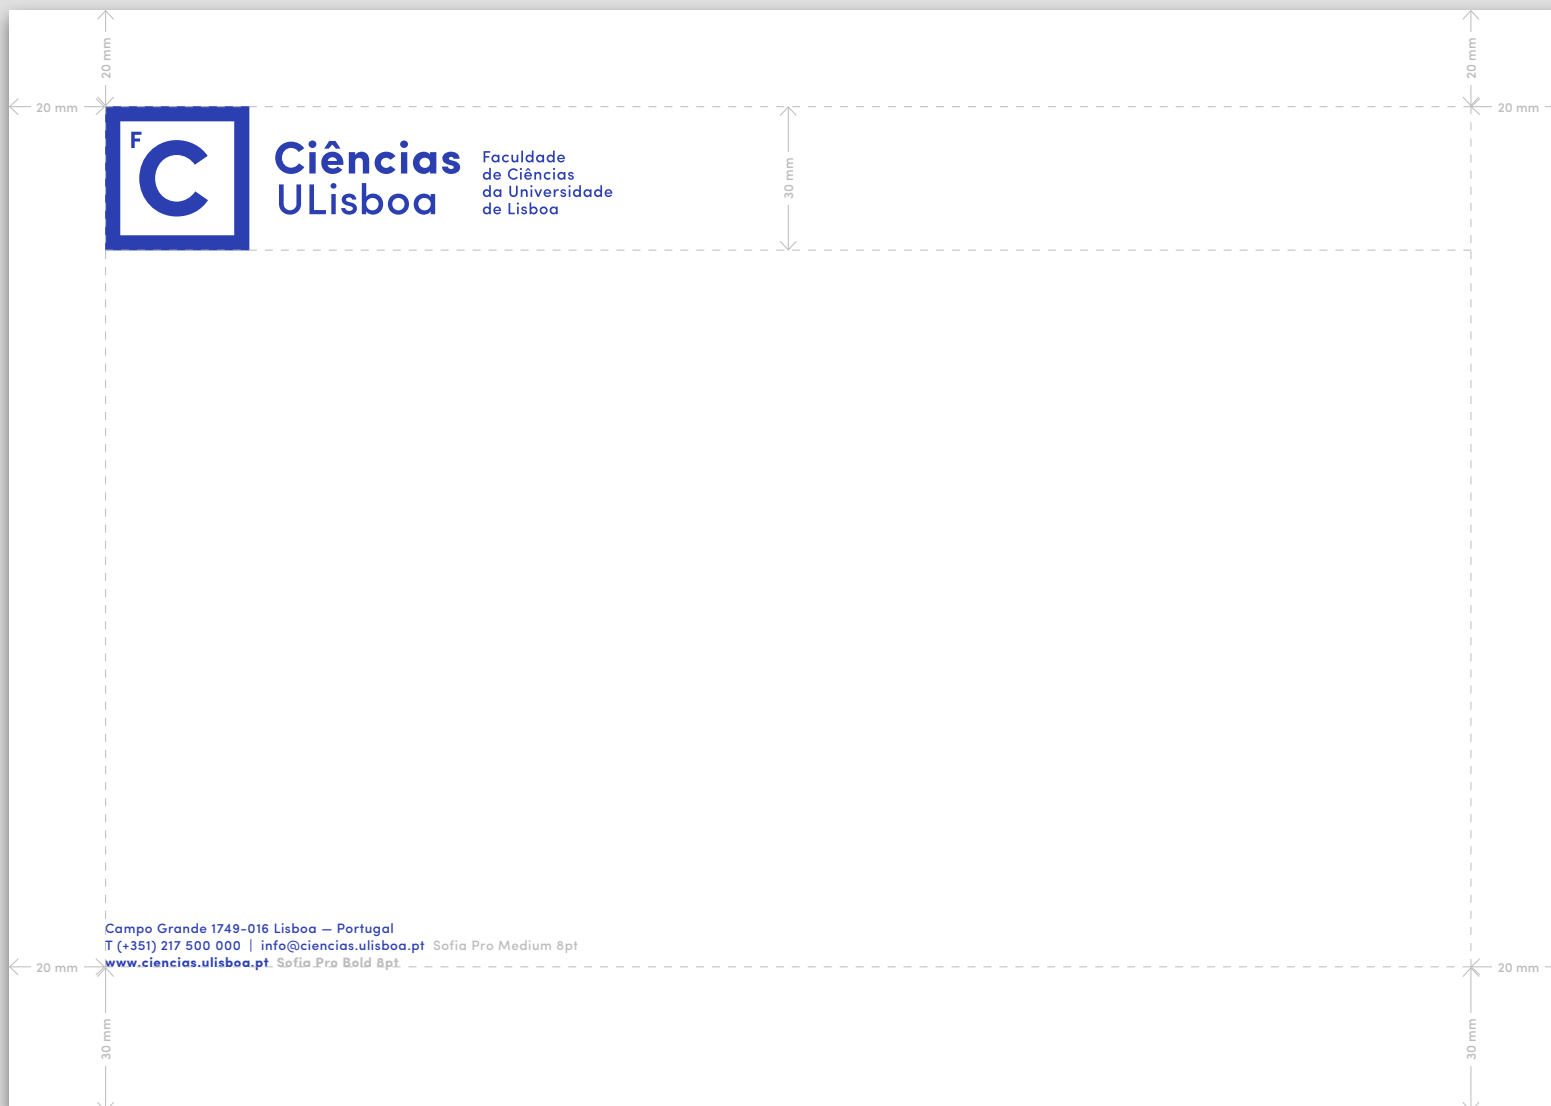 20 mm
20 mm
20 mm
20 mm
F
C
Ciências
ULisboa
Faculdade
de Ciências
da Universidade
de Lisboa
30 mm
Campo Grande 1749-016 Lisboa — Portugal
T (+351) 217 500 000 | info@ciencias.ulisboa.pt Sofia Pro Medium 8pt
www.ciencias.ulisboa.pt Sofia Pro Bold 8pt
20 mm
20 mm
30 mm
30 mm